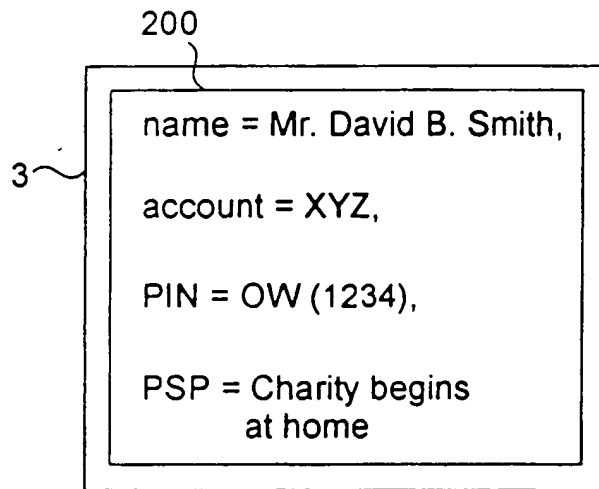 200
3
name = Mr. David B. Smith,
account = XYZ,
PIN = OW (1234),
PSP = Charity begins
at home